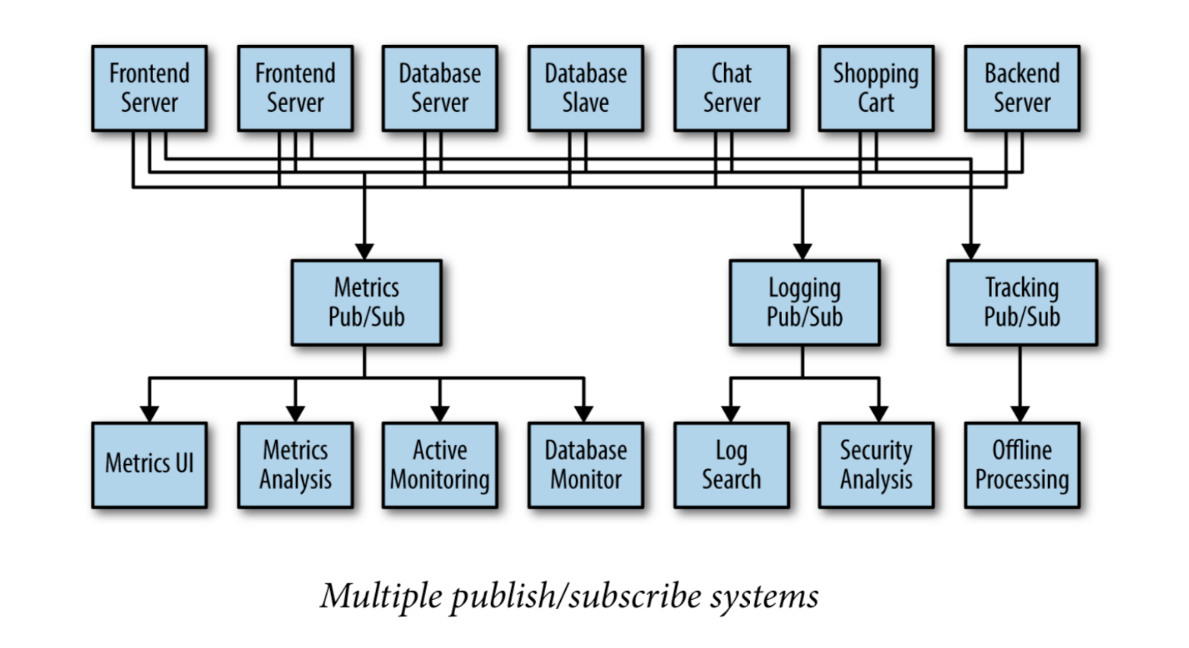 Frontend
Server
Frontend
Server
Database
Server
Database
Slave
Chat
Server
Shopping
Cart
Backend
Server
Metrics
Pub/Sub
Logging
Pub/Sub
Tracking
Pub/Sub
Metrics UI
Metrics
Analysis
Active
Monitoring
Database
Monitor
Log
Search
Security
Analysis
Offline
Processing
Multiple publish/subscribe systems